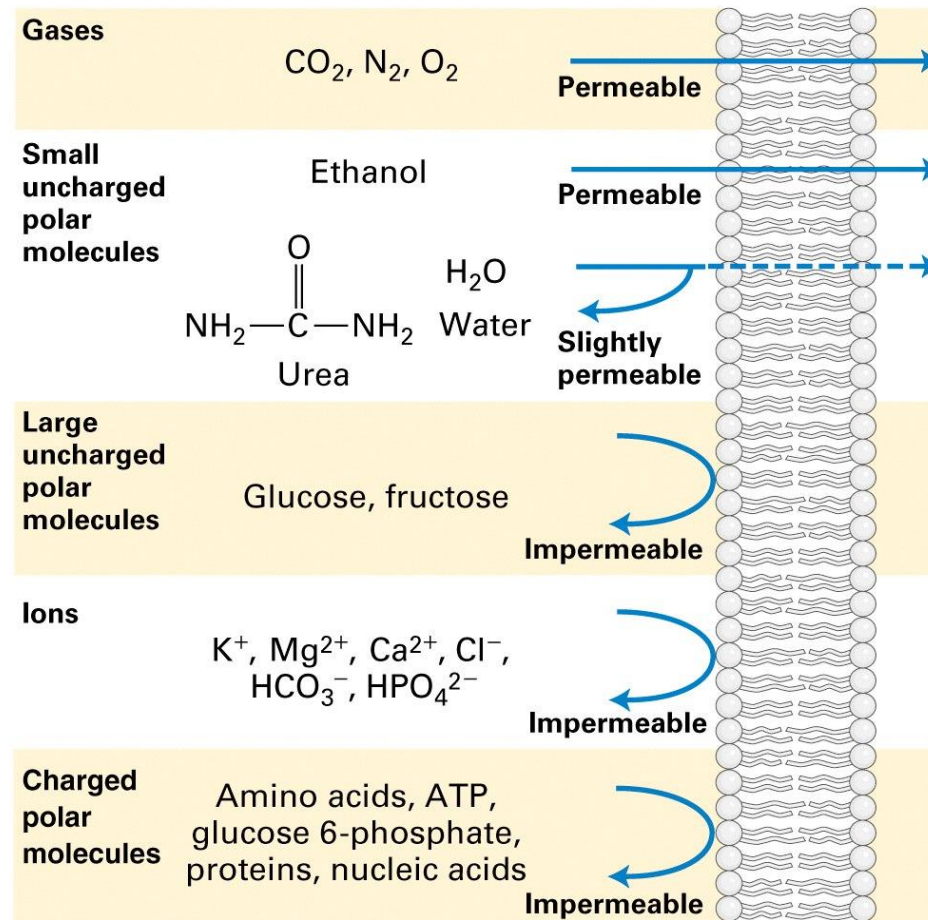 Gases
CO₂, N₂, O₂
Permeable
Small
uncharged
polar
molecules
Ethanol
Permeable
O
NH₂—C—NH₂
Urea
H₂O
Water
Slightly
permeable
Large
uncharged
polar
molecules
Glucose, fructose
Impermeable
Ions
K⁺, Mg²⁺, Ca²⁺, Cl⁻,
HCO₃⁻, HPO₄²⁻
Impermeable
Charged
polar
molecules
Amino acids, ATP,
glucose 6-phosphate,
proteins, nucleic acids
Impermeable